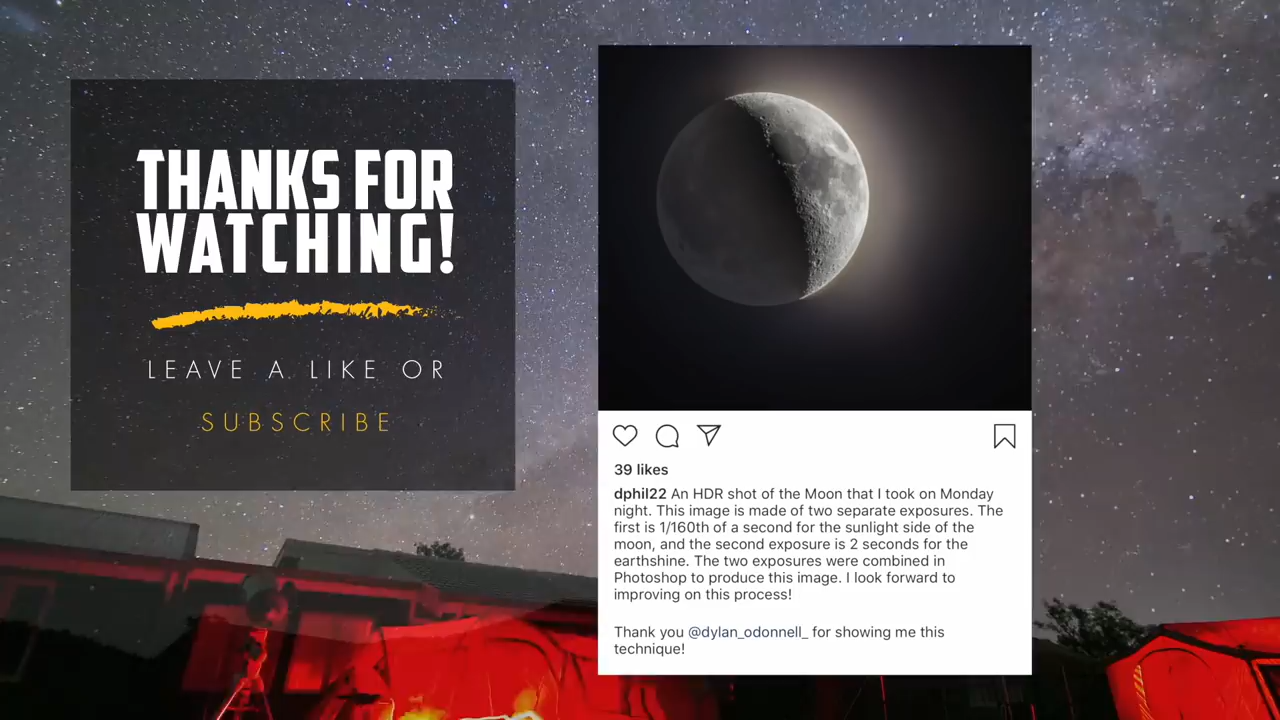 THANKS FOR
WATCHING!
LEAVE A LIKE OR
SUBSCRIBE
39 likes
dphil22 An HDR shot of the Moon that I took on Monday
night. This image is made of two separate exposures. The
first is 1/160th of a second for the sunlight side of the
moon, and the second exposure is 2 seconds for the
earthshine. The two exposures were combined in
Photoshop to produce this image. I look forward to
improving on this process!
Thank you @dylan_odonnell_ for showing me this
technique!